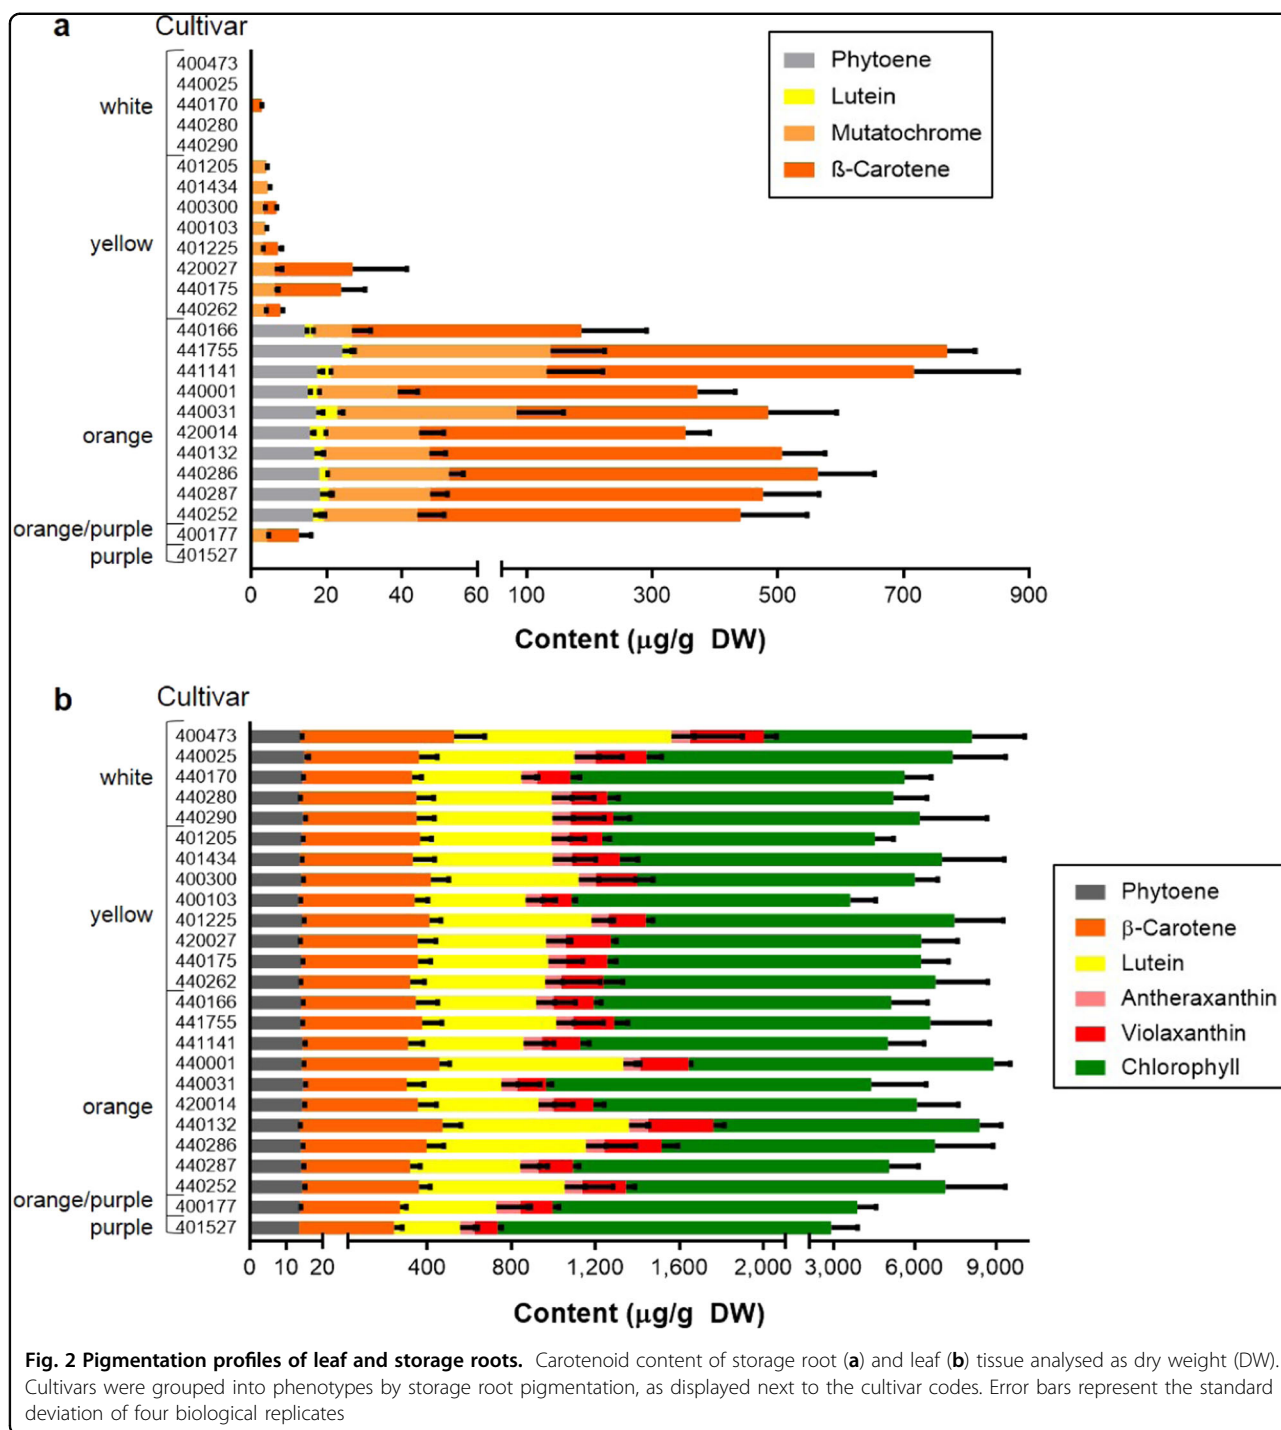 a
Cultivar
white
400473
440025
440170
440280
440290
yellow
401205
401434
400300
400103
401225
420027
440175
440262
orange
440166
441755
441141
440001
440031
420014
440132
440286
440287
440252
orange/purple
400177
purple
401527
Phytoene
Lutein
Mutatochrome
ß-Carotene
0 20 40 60 100 300 500 700 900
Content (µg/g DW)
b
Cultivar
white
400473
440025
440170
440280
440290
yellow
401205
401434
400300
400103
401225
420027
440175
440262
orange
440166
441755
441141
440001
440031
420014
440132
440286
440287
440252
orange/purple
400177
purple
401527
Phytoene
β-Carotene
Lutein
Antheraxanthin
Violaxanthin
Chlorophyll
0 10 20 400 800 1,200 1,600 2,000 3,000 6,000 9,000
Content (µg/g DW)
Fig. 2 Pigmentation profiles of leaf and storage roots. Carotenoid content of storage root (a) and leaf (b) tissue analysed as dry weight (DW).
Cultivars were grouped into phenotypes by storage root pigmentation, as displayed next to the cultivar codes. Error bars represent the standard
deviation of four biological replicates